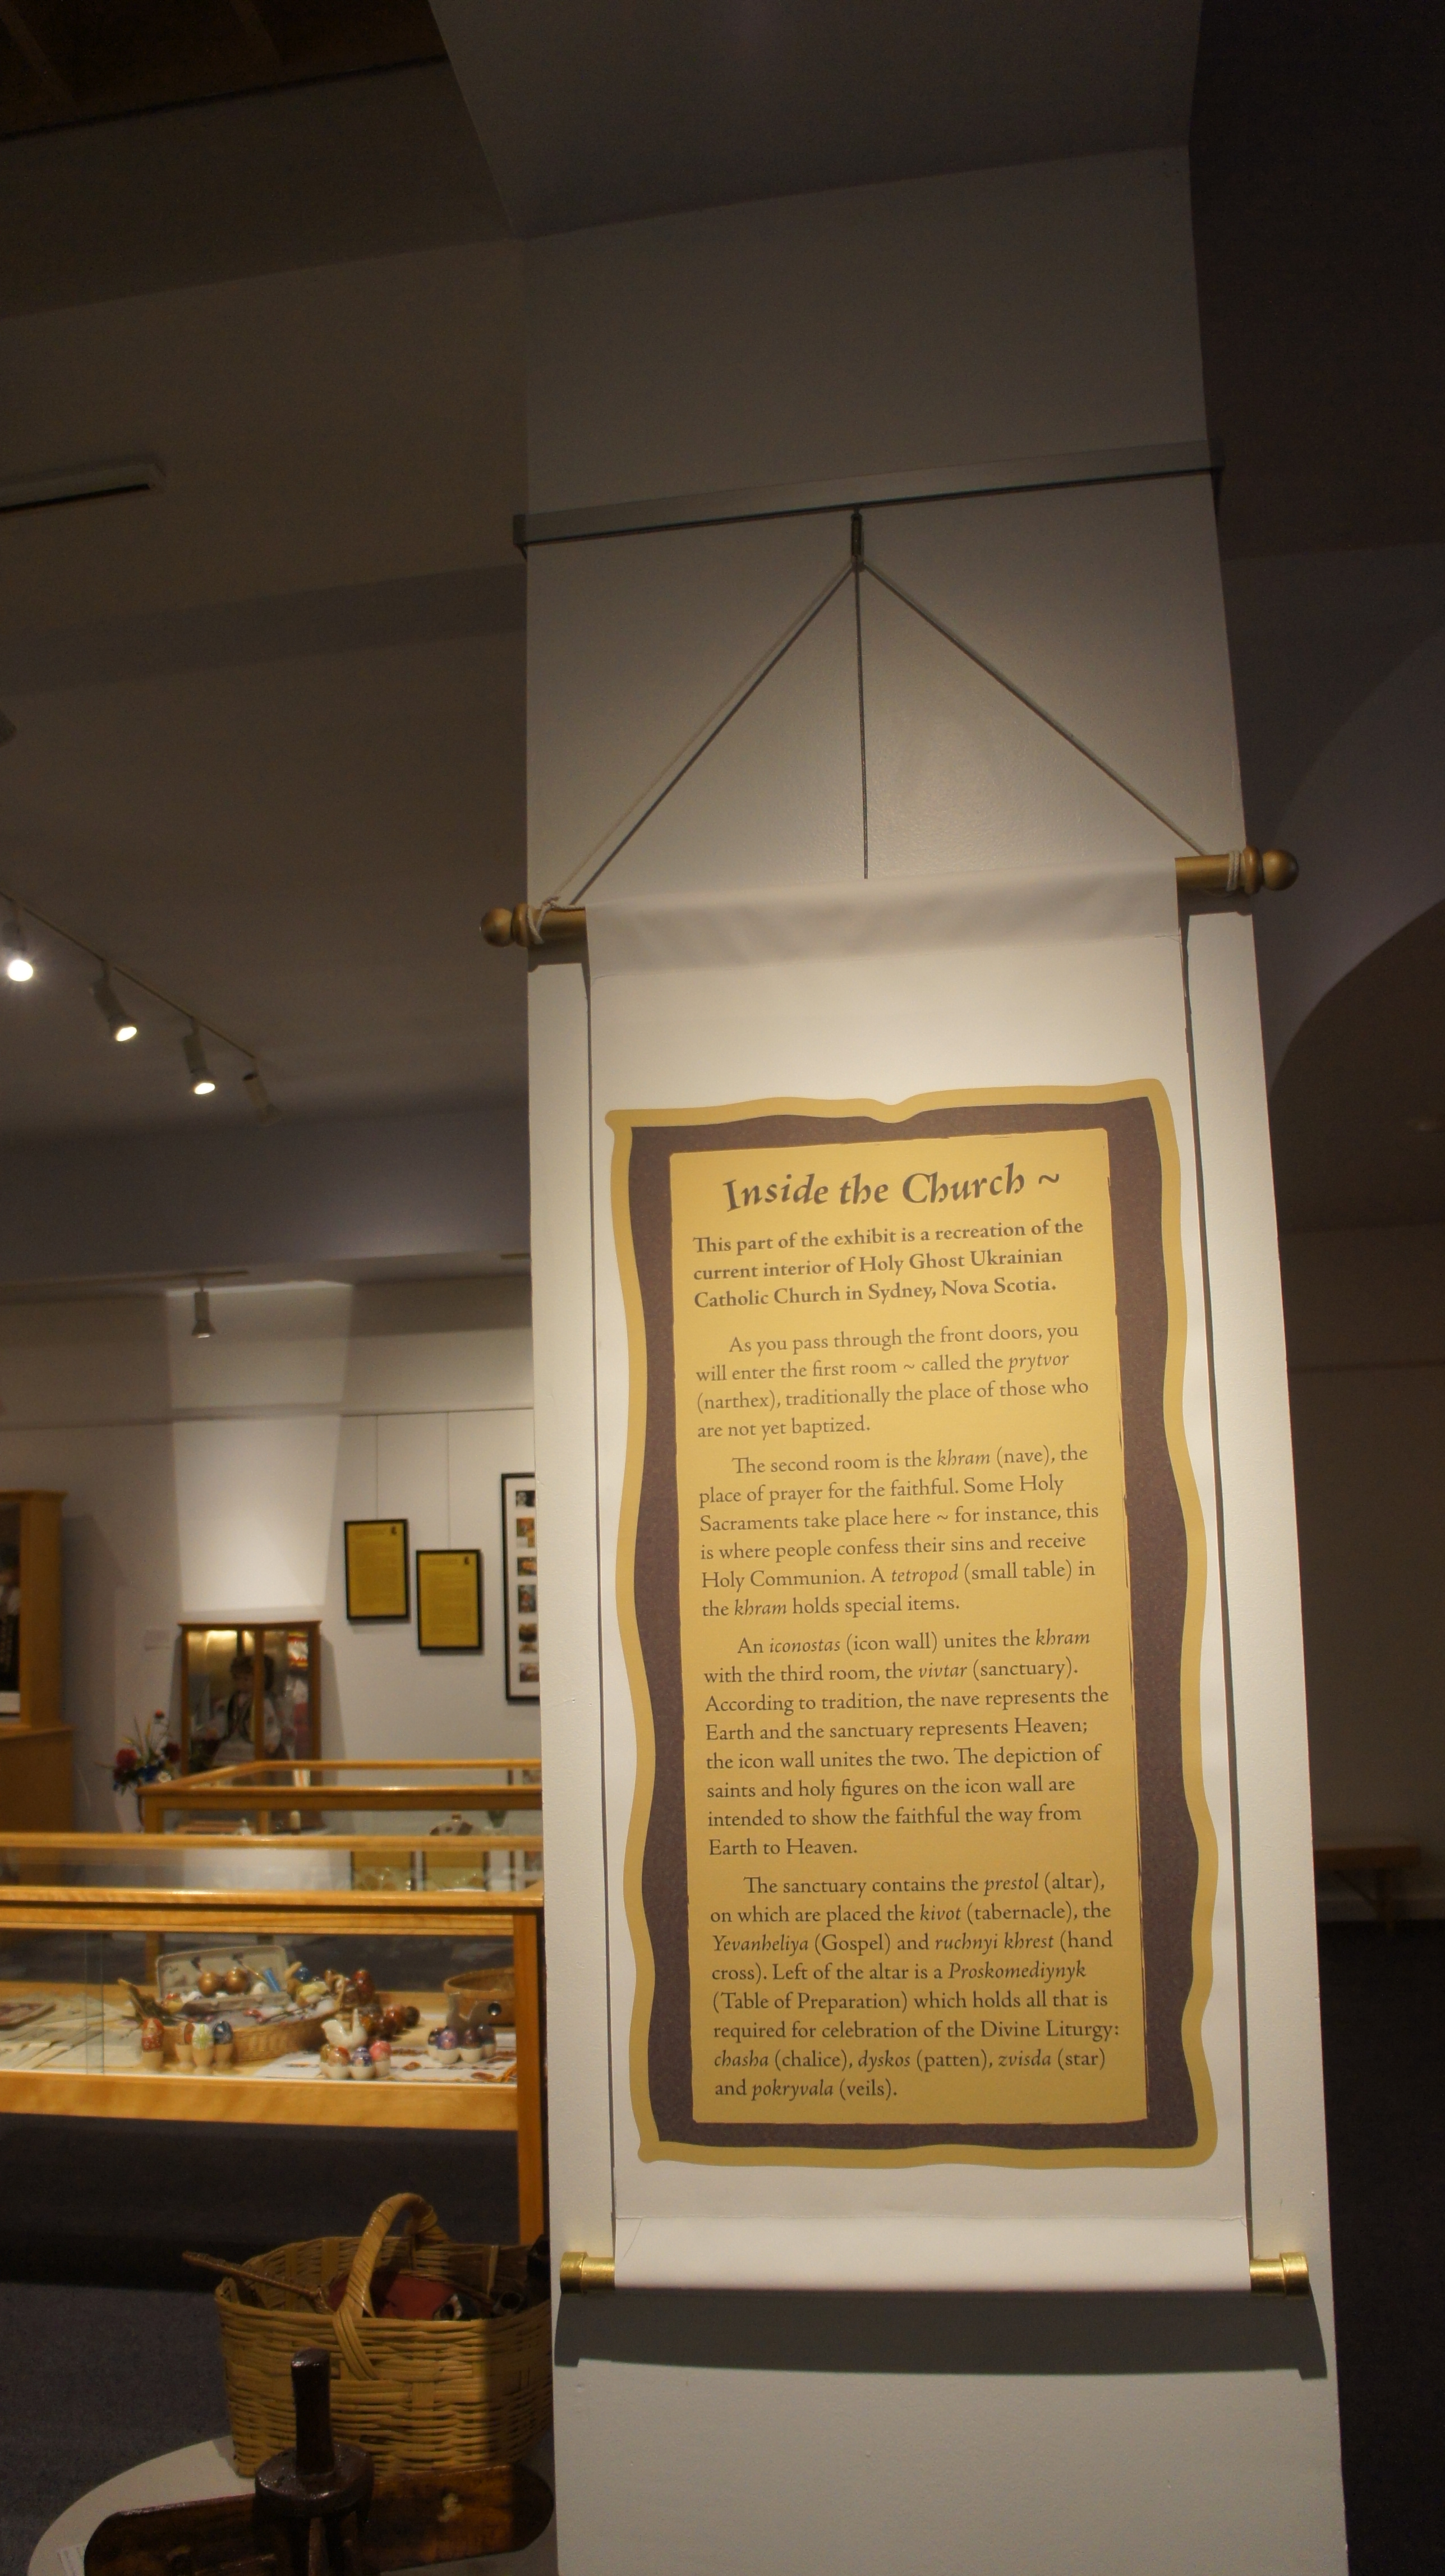 Inside the Church ~
This part of the exhibit is a recreation of the
current interior of Holy Ghost Ukrainian
Catholic Church in Sydney, Nova Scotia.
As you pass through the front doors, you
will enter the first room ~ called the prytvor
(narthex), traditionally the place of those who
are not yet baptized.
The second room is the khram (nave), the
place of prayer for the faithful. Some Holy
Sacraments take place here ~ for instance, this
is where people confess their sins and receive
Holy Communion. A tetropod (small table) in
the khram holds special items.
An iconostas (icon wall) unites the khram
with the third room, the vivtar (sanctuary).
According to tradition, the nave represents the
Earth and the sanctuary represents Heaven;
the icon wall unites the two. The depiction of
saints and holy figures on the icon wall are
intended to show the faithful the way from
Earth to Heaven.
The sanctuary contains the prestol (altar),
on which are placed the kivot (tabernacle), the
Yevanheliya (Gospel) and ruchnyi khrest (hand
cross). Left of the altar is a Proskomediynyk
(Table of Preparation) which holds all that is
required for celebration of the Divine Liturgy:
chasha (chalice), dyskos (patten), zvisda (star)
and pokryvala (veils).